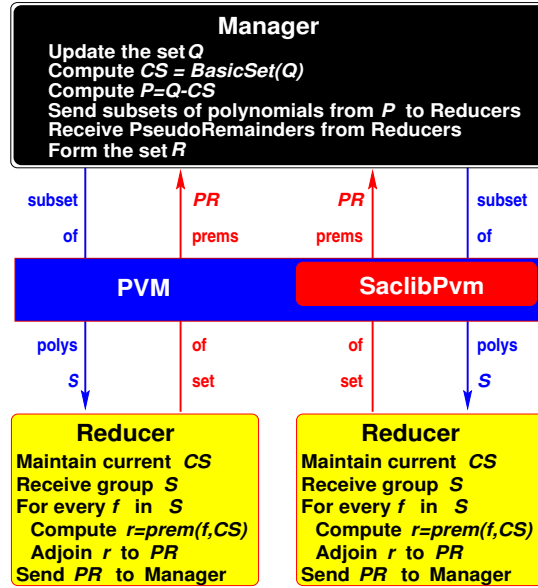 Manager
Update the set Q
Compute CS = BasicSet(Q)
Compute P=Q-CS
Send subsets of polynomials from P to Reducers
Receive PseudoRemainders from Reducers
Form the set R
subset PR PR subset
of prems prems of
PVM SaclibPvm
polys of of polys
S set set S
Reducer
Maintain current CS
Receive group S
For every f in S
Compute r=prem(f,CS)
Adjoin r to PR
Send PR to Manager
Reducer
Maintain current CS
Receive group S
For every f in S
Compute r=prem(f,CS)
Adjoin r to PR
Send PR to Manager